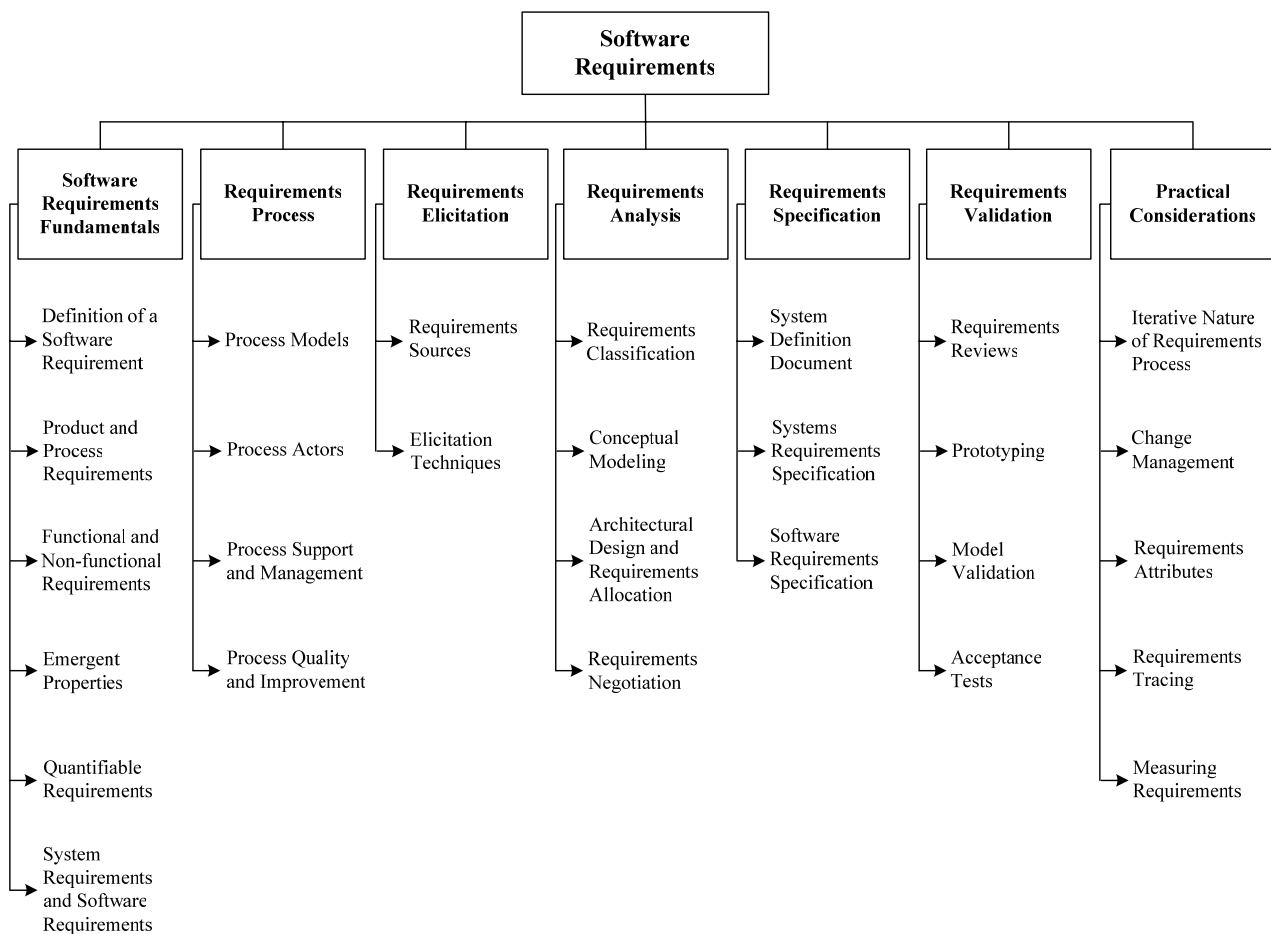 Software
Requirements
Software
Requirements
Fundamentals
Requirements
Process
Requirements
Elicitation
Requirements
Analysis
Requirements
Specification
Requirements
Validation
Practical
Considerations
Definition of a
Software
Requirement
Product and
Process
Requirements
Functional and
Non-functional
Requirements
Emergent
Properties
Quantifiable
Requirements
System
Requirements
and Software
Requirements
Process Models
Process Actors
Process Support
and Management
Process Quality
and Improvement
Requirements
Sources
Elicitation
Techniques
Requirements
Classification
Conceptual
Modeling
Architectural
Design and
Requirements
Allocation
Requirements
Negotiation
System
Definition
Document
Systems
Requirements
Specification
Software
Requirements
Specification
Requirements
Reviews
Prototyping
Model
Validation
Acceptance
Tests
Iterative Nature
of Requirements
Process
Change
Management
Requirements
Attributes
Requirements
Tracing
Measuring
Requirements